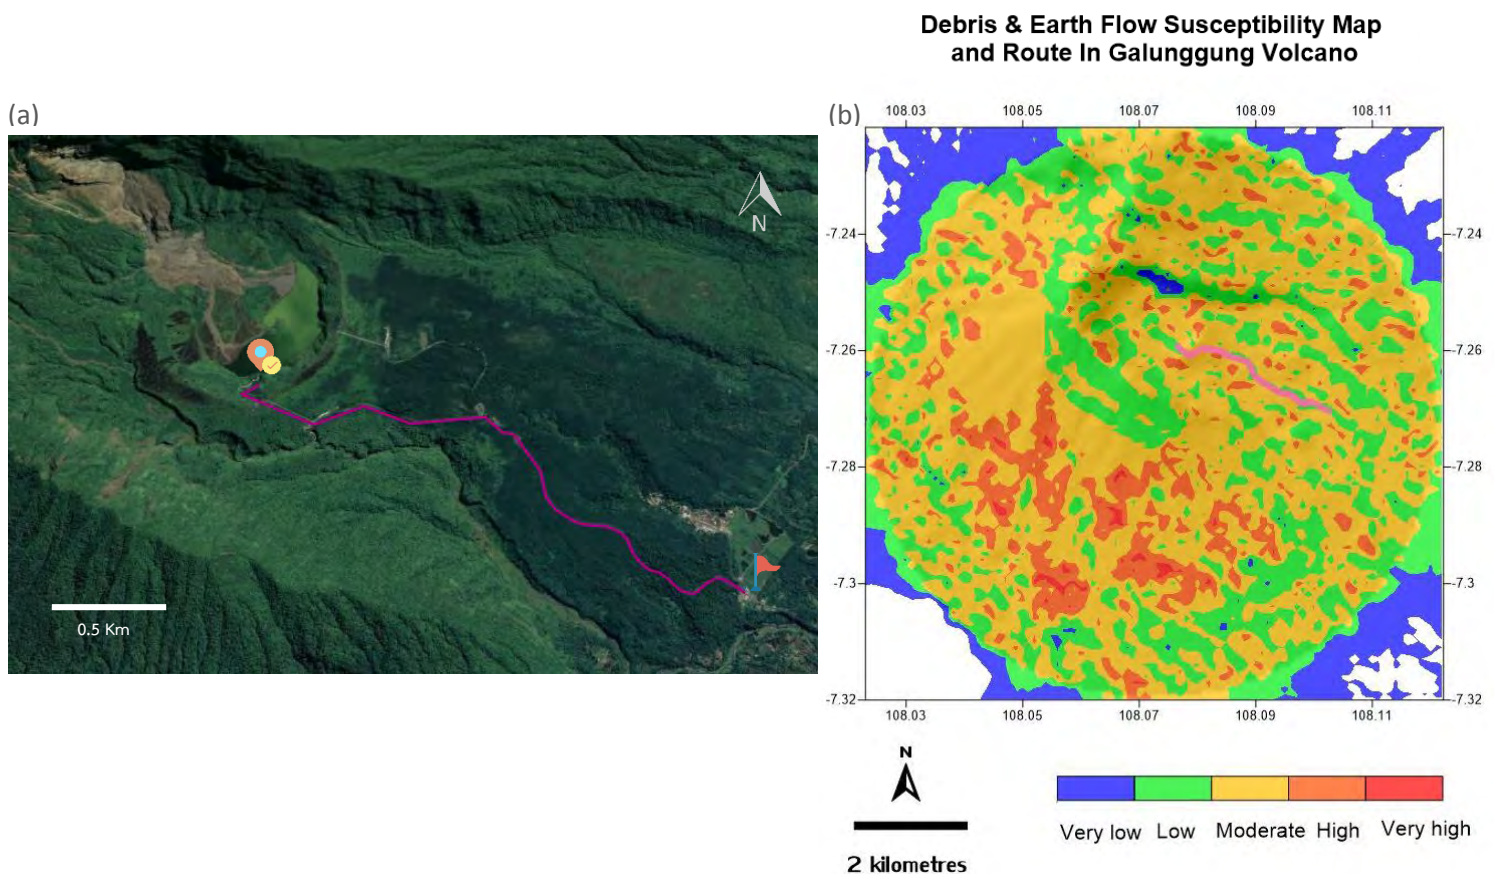 Debris & Earth Flow Susceptibility Map
and Route In Galunggung Volcano
(a)
(b)
108.03 108.05 108.07 108.09 108.11
N
0.5 Km
-7.24 -7.24
-7.26 -7.26
-7.28 -7.28
-7.3 -7.3
-7.32 -7.32
108.03 108.05 108.07 108.09 108.11
N
2 kilometres
Very low Low Moderate High Very high